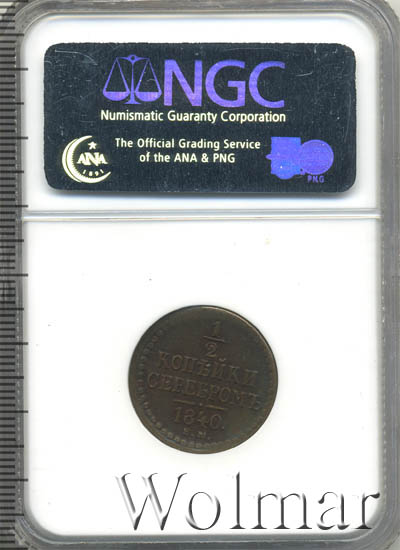 NGC
Numismatic Guaranty Corporation
The Official Grading Service
of the ANA & PNG
ANA
1891
PNG
1/2
КОПѢЙКИ
СЕРЕБРОМЪ
1840.
Wolmar